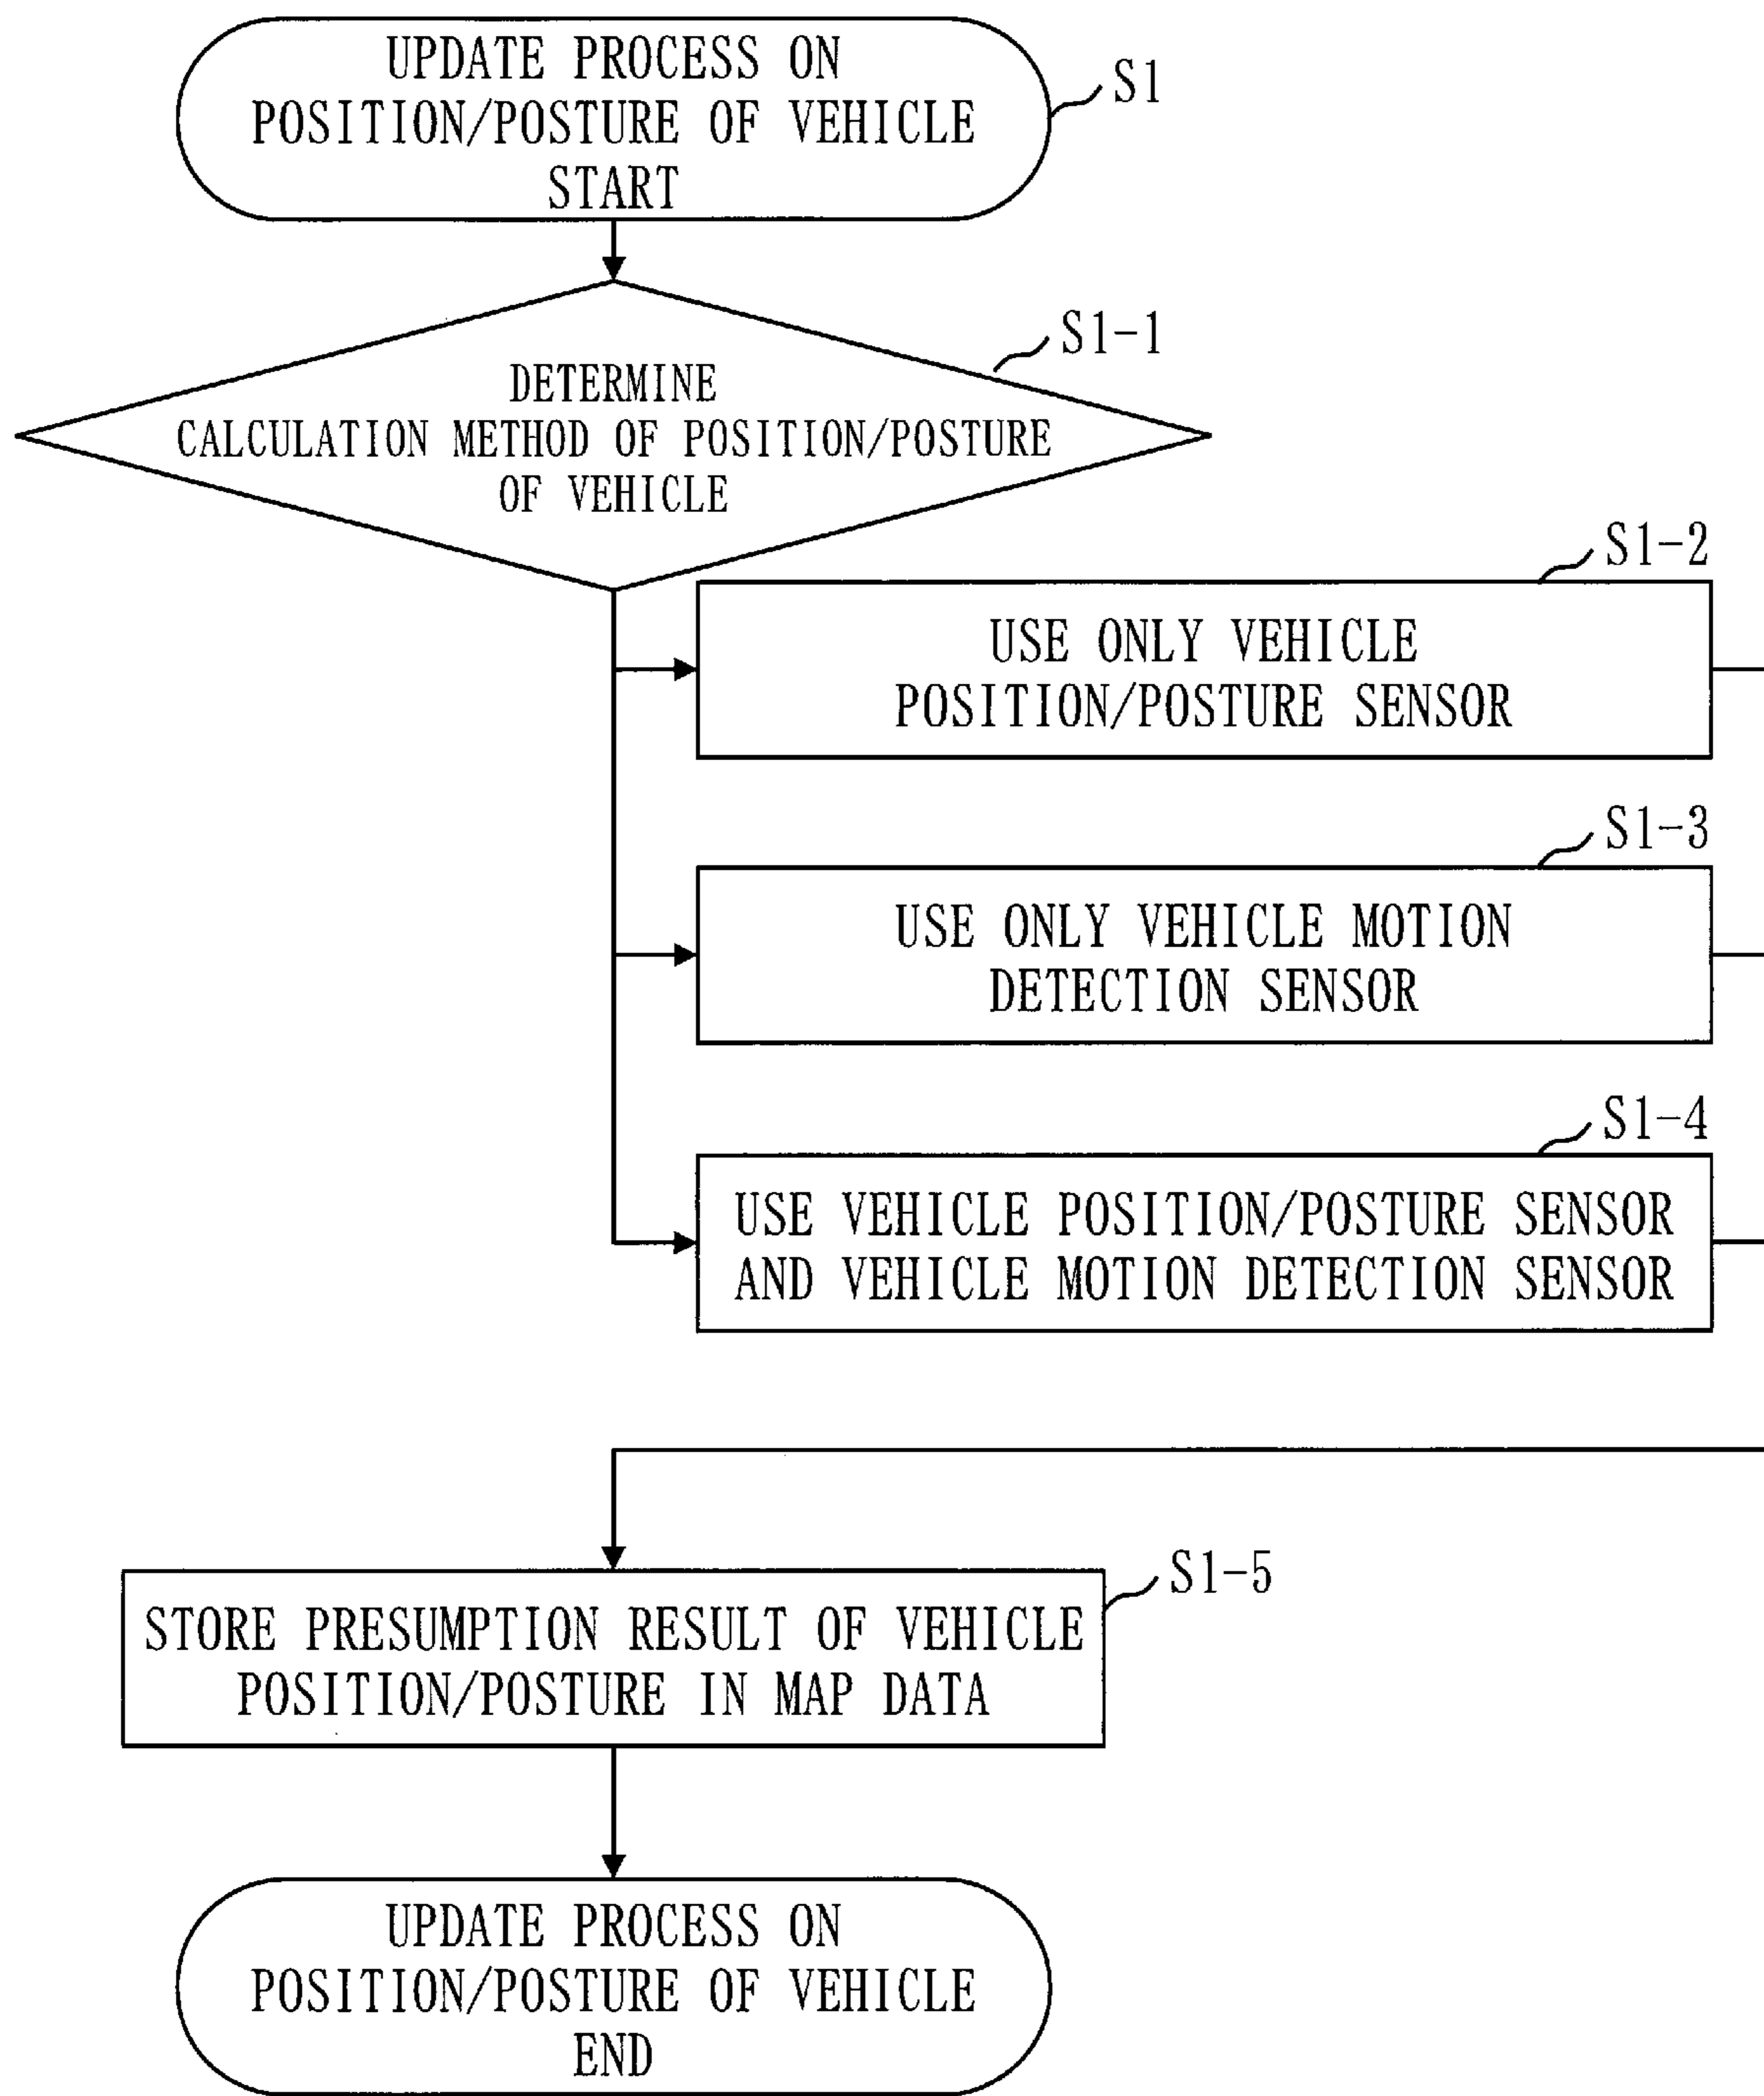 UPDATE PROCESS ON
POSITION/POSTURE OF VEHICLE
START
S1
S1-1
DETERMINE
CALCULATION METHOD OF POSITION/POSTURE
OF VEHICLE
S1-2
USE ONLY VEHICLE
POSITION/POSTURE SENSOR
S1-3
USE ONLY VEHICLE MOTION
DETECTION SENSOR
S1-4
USE VEHICLE POSITION/POSTURE SENSOR
AND VEHICLE MOTION DETECTION SENSOR
S1-5
STORE PRESUMPTION RESULT OF VEHICLE
POSITION/POSTURE IN MAP DATA
UPDATE PROCESS ON
POSITION/POSTURE OF VEHICLE
END